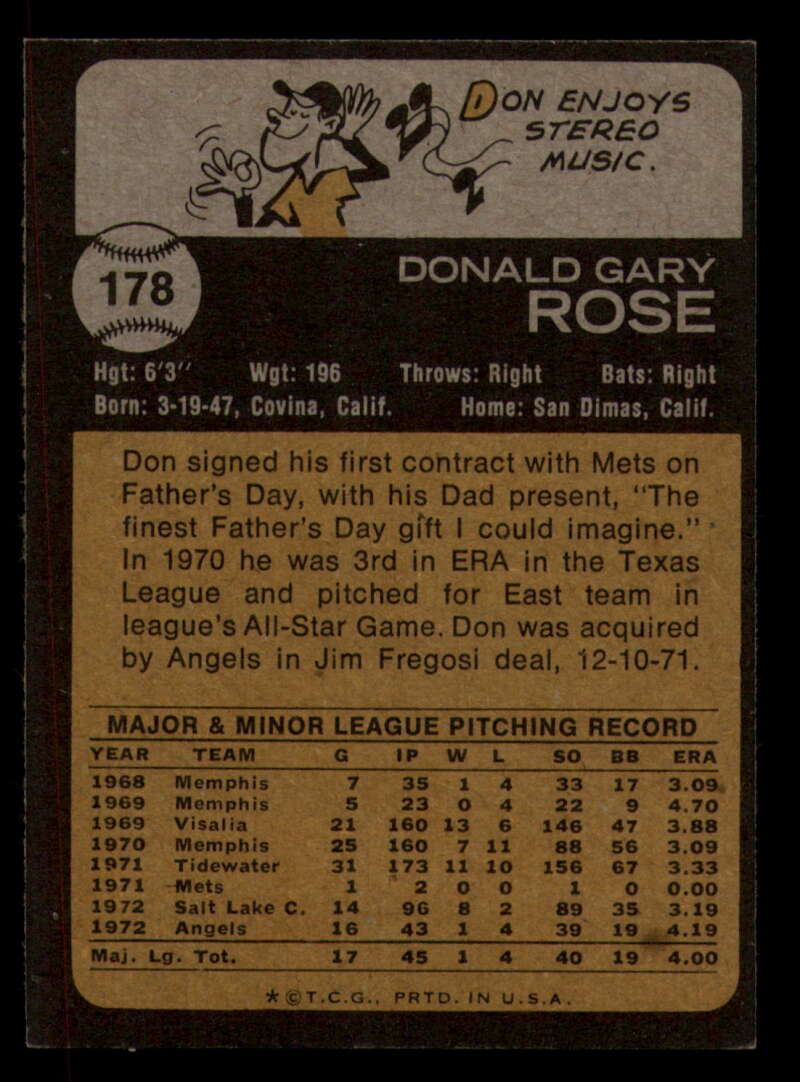 DON ENJOYS
STEREO
MUSIC.
178
DONALD GARY
ROSE
Hgt: 6'3" Wgt: 196 Throws: Right Bats: Right
Born: 3-19-47, Covina, Calif. Home: San Dimas, Calif.
Don signed his first contract with Mets on
Father's Day, with his Dad present, "The
finest Father's Day gift I could imagine."
In 1970 he was 3rd in ERA in the Texas
League and pitched for East team in
league's All-Star Game. Don was acquired
by Angels in Jim Fregosi deal, 12-10-71.
MAJOR & MINOR LEAGUE PITCHING RECORD
YEAR TEAM G IP W L SO BB ERA
1968 Memphis 7 35 1 4 33 17 3.09
1969 Memphis 5 23 0 4 22 9 4.70
1969 Visalia 21 160 13 6 146 47 3.88
1970 Memphis 25 160 7 11 88 56 3.09
1971 Tidewater 31 173 11 10 156 67 3.33
1971 Mets 1 2 0 0 1 0 0.00
1972 Salt Lake C. 14 96 8 2 89 35 3.19
1972 Angels 16 43 1 4 39 19 4.19
Maj. Lg. Tot. 17 45 1 4 40 19 4.00
*©T.C.G., PRTD. IN U.S.A.